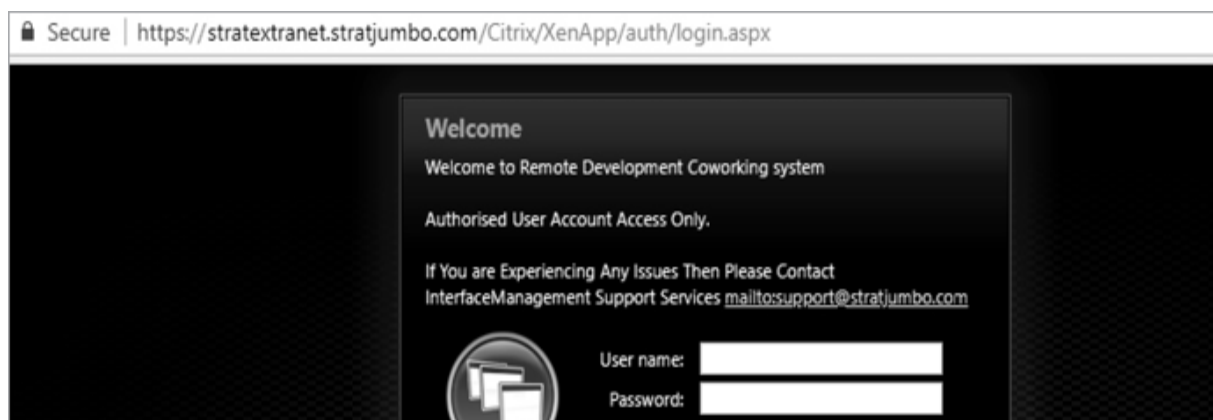 Secure | https://stratextranet.stratjumbo.com/Citrix/XenApp/auth/login.aspx
Welcome
Welcome to Remote Development Coworking system
Authorised User Account Access Only.
If You are Experiencing Any Issues Then Please Contact
InterfaceManagement Support Services mailto:support@stratjumbo.com
User name:
Password: